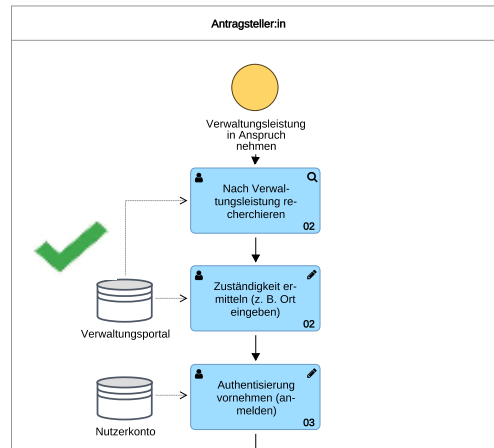 Antragsteller:in
Verwaltungsleistung
in Anspruch
nehmen
Nach Verwal-
tungsleistung re-
cherchieren
02
Zuständigkeit er-
mitteln (z. B. Ort
eingeben)
02
Verwaltungsportal
Authentisierung
vornehmen (an-
melden)
03
Nutzerkonto